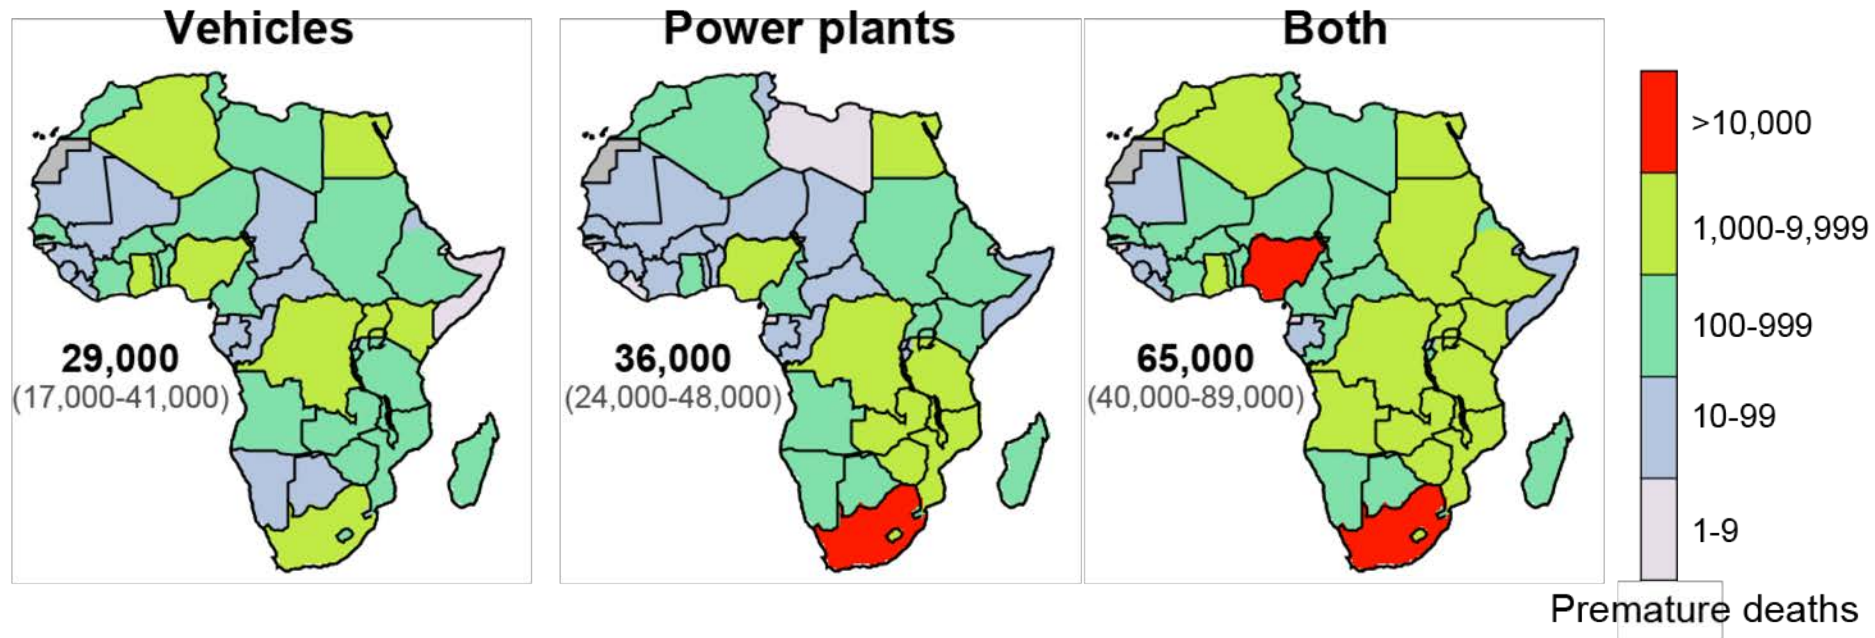 Vehicles
Power plants
Both
29,000
(17,000-41,000)
36,000
(24,000-48,000)
65,000
(40,000-89,000)
>10,000
1,000-9,999
100-999
10-99
1-9
Premature deaths